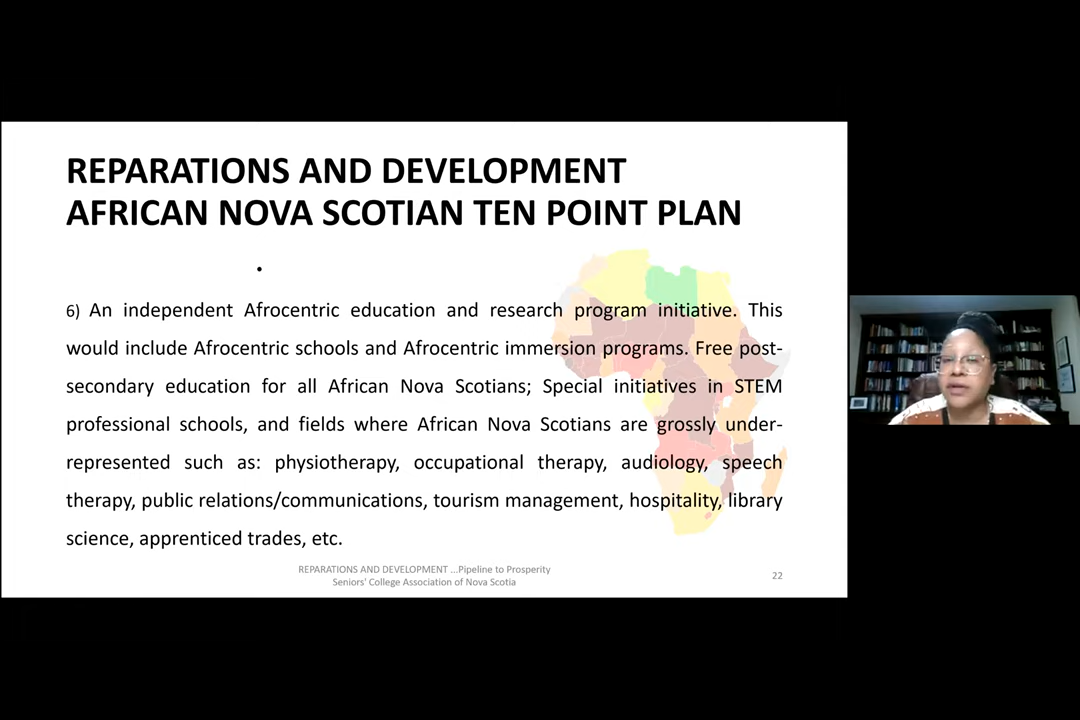 REPARATIONS AND DEVELOPMENT
AFRICAN NOVA SCOTIAN TEN POINT PLAN
•
6) An independent Afrocentric education and research program initiative. This
would include Afrocentric schools and Afrocentric immersion programs. Free post-
secondary education for all African Nova Scotians; Special initiatives in STEM
professional schools, and fields where African Nova Scotians are grossly under-
represented such as: physiotherapy, occupational therapy, audiology, speech
therapy, public relations/communications, tourism management, hospitality, library
science, apprenticed trades, etc.
REPARATIONS AND DEVELOPMENT ...Pipeline to Prosperity
Seniors' College Association of Nova Scotia
22